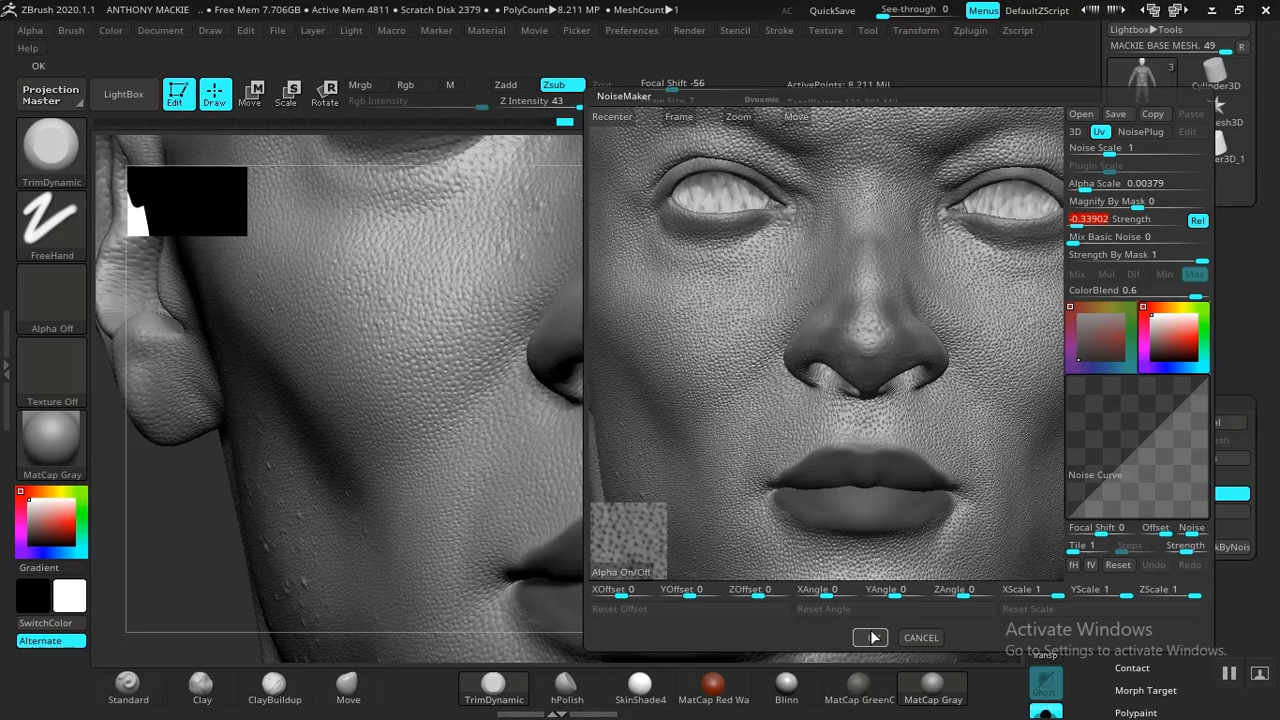 ZBrush 2020.1.1 ANTHONY MACKIE .. • Free Mem 7.706GB • Active Mem 4811 • Scratch Disk 2379 • PolyCount▶8.211 MP • MeshCount▶1 AC QuickSave See-through 0 Menus DefaultZScript
Alpha Brush Color Document Draw Edit File Layer Light Macro Marker Material Movie Picker Preferences Render Stencil Stroke Texture Tool Transform Zplugin Zscript
Help
OK
Lightbox▶Tools
MACKIE BASE MESH. 49 R
3
Cylinder3D
Projection Master
LightBox
Edit Draw Move Scale Rotate
Mrgb Rgb M
Rgb Intensity
Zadd Zsub Zcut
Z Intensity 43
Focal Shift -56
Dynamic
ActivePoints: 8.211 Mil
NoiseMaker
Recenter Frame Zoom Move
Open Save Copy Paste
3D Uv NoisePlug Edit
Noise Scale 1
Plugin Scale
Alpha Scale 0.00379
Magnify By Mask 0
-0.33902 Strength Rel
Mix Basic Noise 0
Strength By Mask 1
Mix Mul Dif Min Max
ColorBlend 0.6
Noise Curve
Focal Shift 0 Offset Noise
Tile 1 Steps Strength
fH fV Reset Undo Redo
TrimDynamic
FreeHand
Alpha Off
Texture Off
MatCap Gray
Gradient
SwitchColor
Alternate
Alpha On/Off
XOffset 0 YOffset 0 ZOffset 0 XAngle 0 YAngle 0 ZAngle 0 XScale 1 YScale 1 ZScale 1
Reset Offset Reset Angle Reset Scale
CANCEL
Activate Windows
Go to Settings to activate Windows.
Transp
Ghost
Contact
Morph Target
Polypaint
Standard Clay ClayBuildup Move TrimDynamic hPolish SkinShade4 MatCap Red Wa Blinn MatCap GreenC MatCap Gray